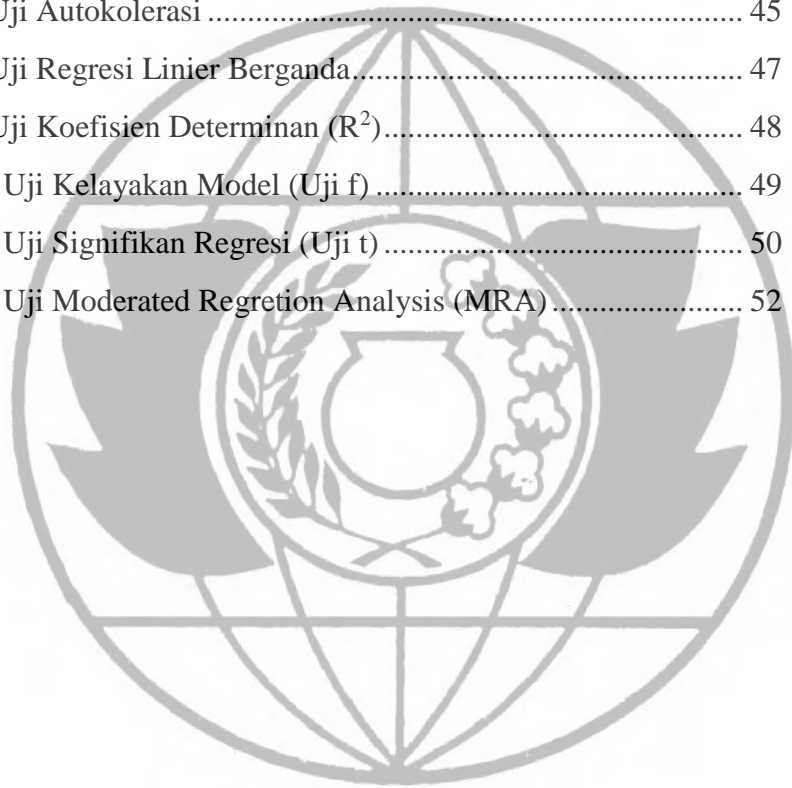 Uji Autokolerasi ........................................................................ 45
Uji Regresi Linier Berganda.................................................... 47
Uji Koefisien Determinan (R²)................................................ 48
Uji Kelayakan Model (Uji f) ................................................. 49
Uji Signifikan Regresi (Uji t) ................................................ 50
Uji Moderated Regretion Analysis (MRA) ......................... 52